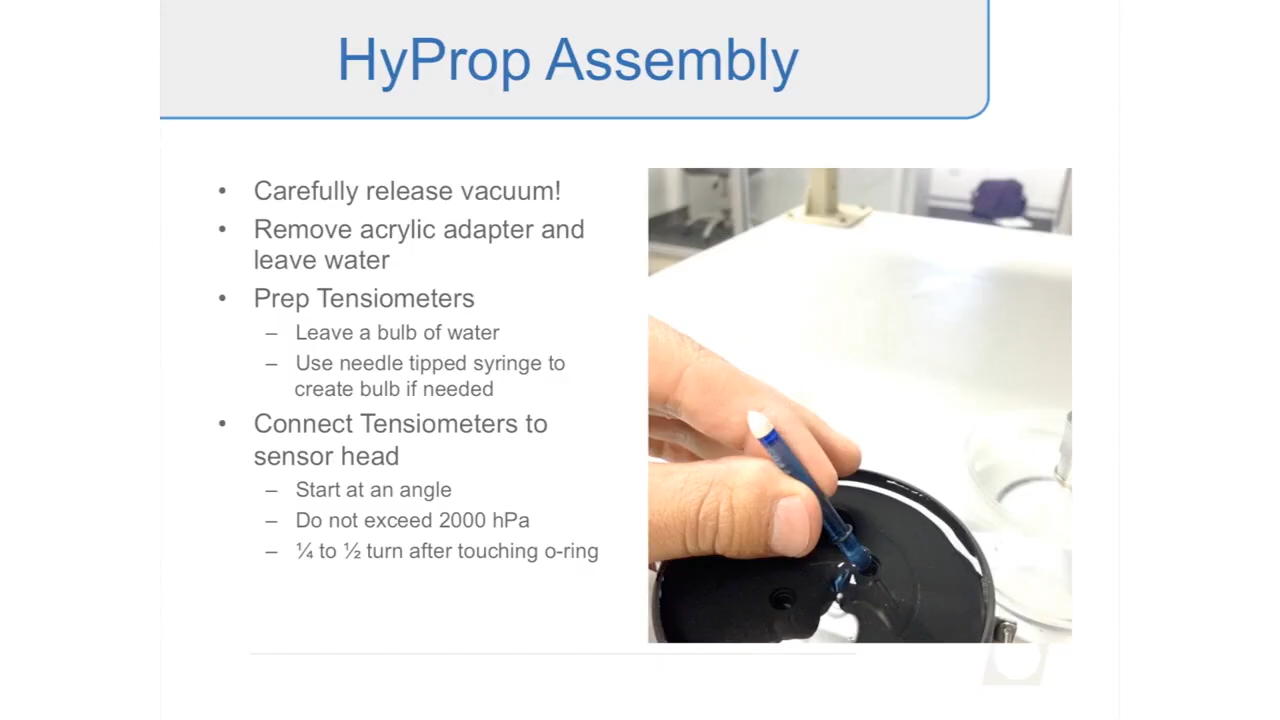 HyProp Assembly
• Carefully release vacuum!
• Remove acrylic adapter and
leave water
• Prep Tensiometers
– Leave a bulb of water
– Use needle tipped syringe to
create bulb if needed
• Connect Tensiometers to
sensor head
– Start at an angle
– Do not exceed 2000 hPa
– ¼ to ½ turn after touching o-ring